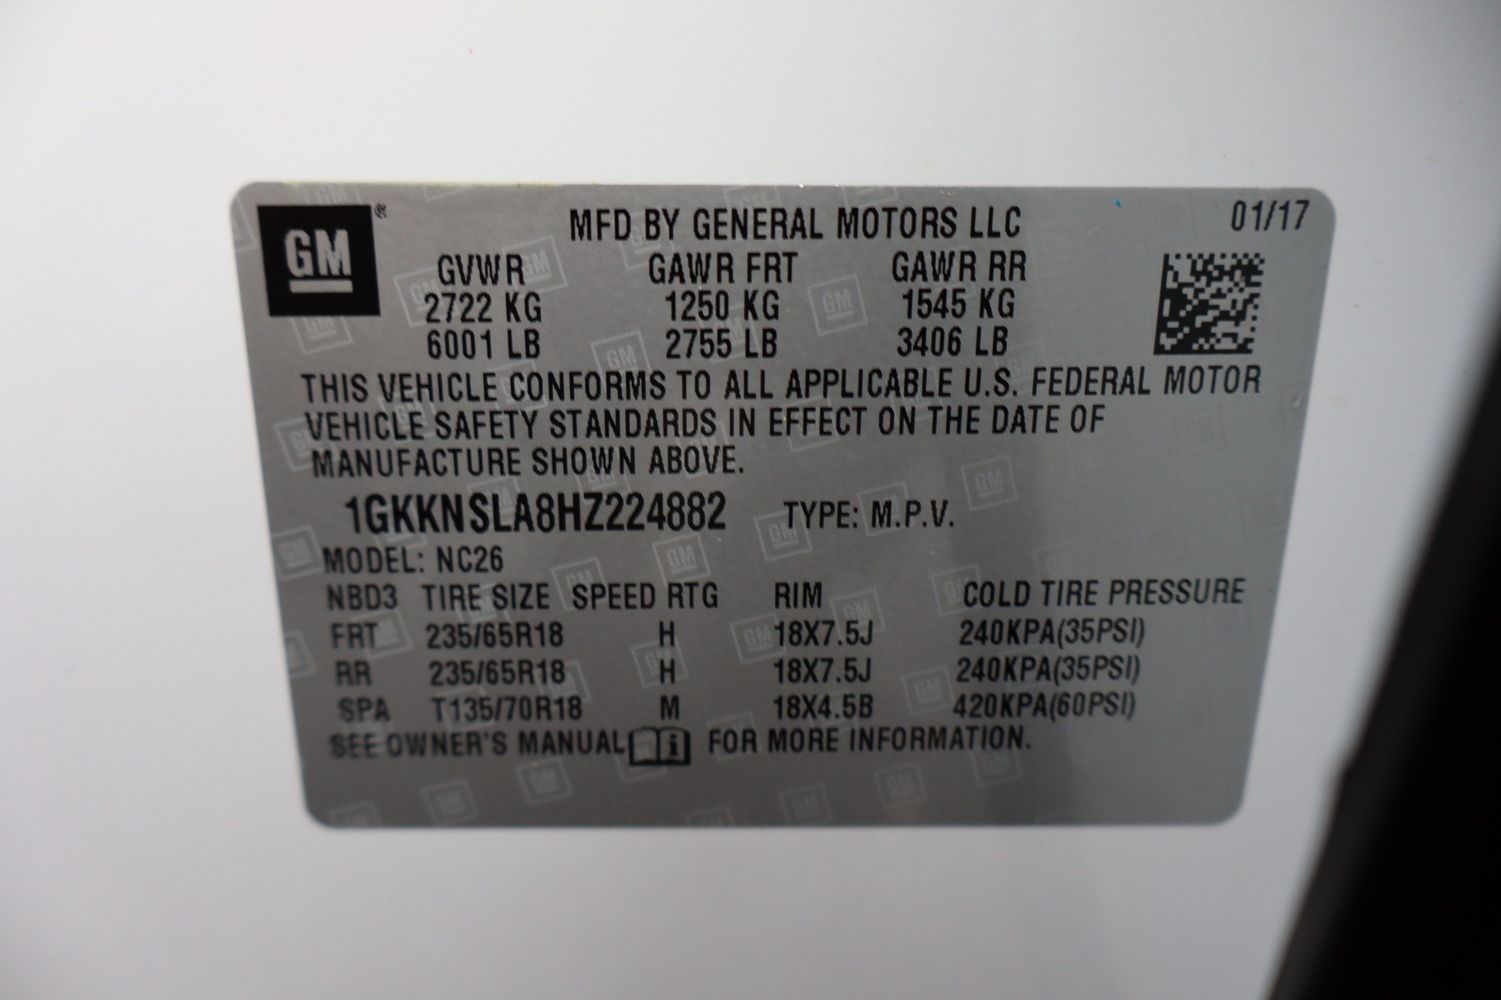 GM®
MFD BY GENERAL MOTORS LLC 01/17
GVWR GAWR FRT GAWR RR
2722 KG 1250 KG 1545 KG
6001 LB 2755 LB 3406 LB
THIS VEHICLE CONFORMS TO ALL APPLICABLE U.S. FEDERAL MOTOR
VEHICLE SAFETY STANDARDS IN EFFECT ON THE DATE OF
MANUFACTURE SHOWN ABOVE.
1GKKNSLA8HZ224882 TYPE: M.P.V.
MODEL: NC26
NBD3 TIRE SIZE SPEED RTG RIM COLD TIRE PRESSURE
FRT 235/65R18 H 18X7.5J 240KPA(35PSI)
RR 235/65R18 H 18X7.5J 240KPA(35PSI)
SPA T135/70R18 M 18X4.5B 420KPA(60PSI)
SEE OWNER'S MANUAL FOR MORE INFORMATION.